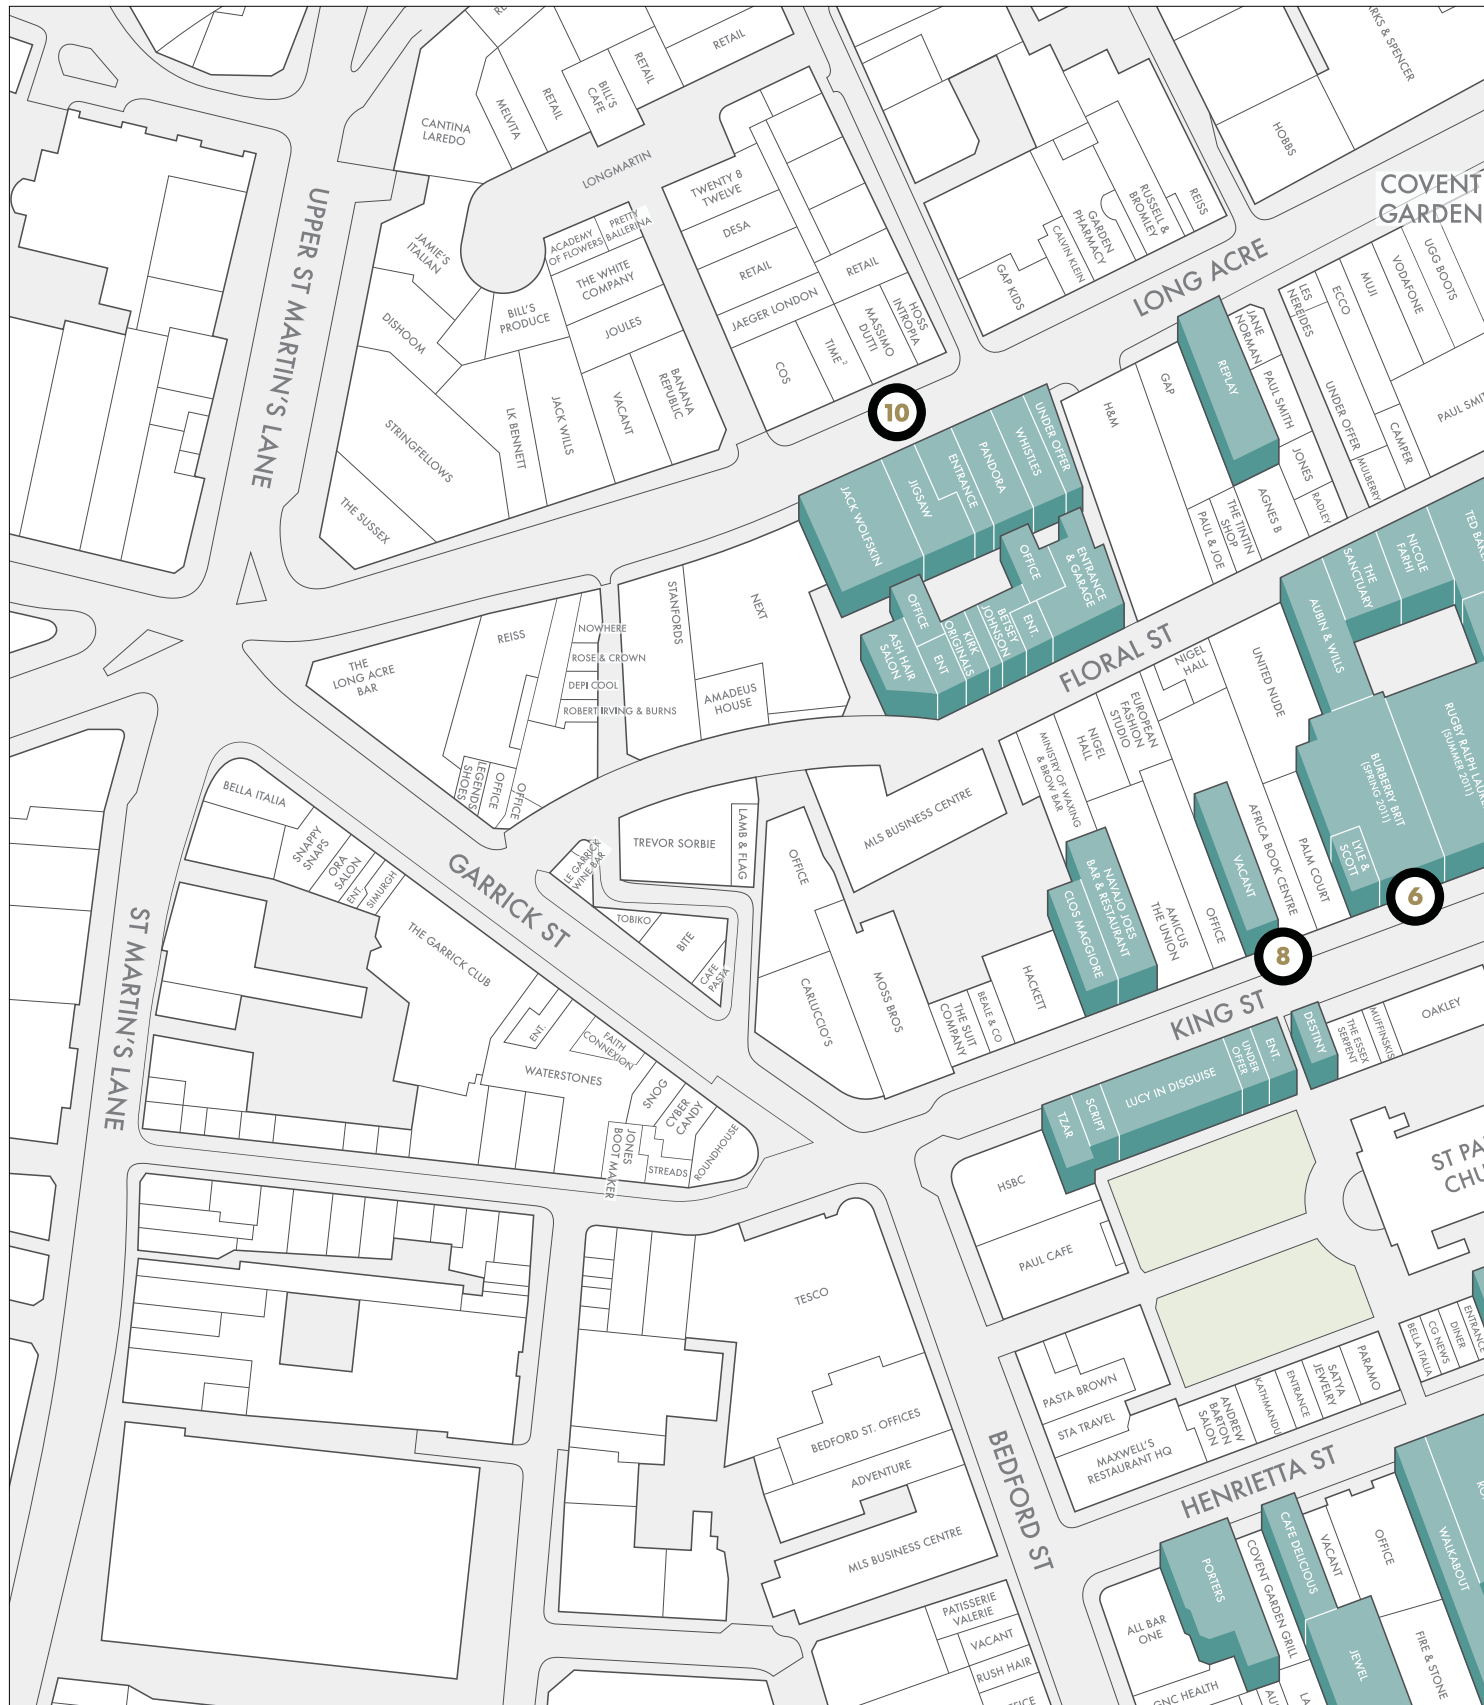 RETAIL
RETAIL
RETAIL
BILL'S
CAFE
MELVITA
CANTINA
LAREDO
LONGMARTIN
KS & SPENCER
HOBBS
COVENT
GARDEN
UPPER ST MARTIN'S LANE
JAMIE'S
ITALIAN
ACADEMY
OF FLOWERS
PRETTY
BALLERINA
THE WHITE
COMPANY
JOULES
BILL'S
PRODUCE
DISHOOM
STRINGFELLOWS
THE SUSSEX
LK BENNETT
JACK WILLS
VACANT
BANANA
REPUBLIC
TWENTY 8
TWELVE
DESA
RETAIL
JAEGER LONDON
COS
TIME²
RETAIL
MASSIMO
DUTTI
HOSS
INTROPIA
GAP KIDS
CALVIN KLEIN
GARDEN
PHARMACY
RUSSELL &
BROMLEY
REISS
LONG ACRE
LES
NEREIDES
ECCO
MUJI
VODAFONE
UGG BOOTS
UNDER OFFER
CAMPER
MULBERRY
PAUL SMI
REPLAY
JANE
NORMAN
PAUL SMITH
JONES
RADLEY
AGNES B
THE TINTIN
SHOP
PAUL & JOE
GAP
H&M
10
JACK WOLFSKIN
JIGSAW
ENTRANCE
PANDORA
WHISTLES
UNDER OFFER
OFFICE
ENTRANCE
& GARAGE
OFFICE
ASH HAIR
SALON
ENT
KIRK
ORIGINALS
BETSEY
JOHNSON
ENT.
FLORAL ST
STANFORDS
NEXT
AMADEUS
HOUSE
REISS
THE
LONG ACRE
BAR
NOWHERE
ROSE & CROWN
DEPI COOL
ROBERT IRVING & BURNS
LEGENDS
SHOES
OFFICE
OFFICE
TED BAKE
NICOLE
FARHI
THE
SANCTUARY
AUBIN & WILLS
RUGBY RALPH LAU
(SUMMER 2011)
BURBERRY BRIT
(SPRING 2011)
LYLE &
SCOTT
6
UNITED NUDE
NIGEL
HALL
EUROPEAN
FASHION
STUDIO
NIGEL
HALL
MINISTRY OF WAXING
& BROW BAR
AFRICA BOOK CENTRE
PALM COURT
VACANT
OFFICE
AMICUS
THE UNION
NAVAJO JOES
BAR & RESTAURANT
CLOS MAGGIORE
8
KING ST
MLS BUSINESS CENTRE
OFFICE
CARLUCCIO'S
MOSS BROS
THE SUIT
COMPANY
BEALE & CO
HACKETT
BELLA ITALIA
SNAPPY
SNAPS
ORA
SALON
ENT.
SIMURGH
GARRICK ST
LE GARRICK
WINE BAR
TREVOR SORBIE
LAMB & FLAG
TOBIKO
BITE
CAFE
PASTA
THE GARRICK CLUB
ENT.
FAITH
CONNEXION
WATERSTONES
SNOG
CYBER
CANDY
JONES
BOOT MAKER
STREADS
ROUNDHOUSE
ST MARTIN'S LANE
TZAR
SCRIPT
LUCY IN DISGUISE
UNDER
OFFER
ENT.
DESTINY
THE ESSEX
SERPENT
MUFFINSKIS
OAKLEY
HSBC
PAUL CAFE
ST PA
CHU
TESCO
BEDFORD ST. OFFICES
ADVENTURE
MLS BUSINESS CENTRE
BEDFORD ST
PASTA BROWN
STA TRAVEL
MAXWELL'S
RESTAURANT HQ
ANDREW
BARTON
SALON
KATHMANDU
ENTRANCE
SATYA
JEWELRY
PARAMO
BELLA ITALIA
CG NEWS
DINER
ENTRANCE
HENRIETTA ST
PORTERS
COVENT GARDEN GRILL
CAFE DELICIOUS
VACANT
OFFICE
WALKABOUT
ALL BAR
ONE
GNC HEALTH
JEWEL
FIRE & STONE
PATISSERIE
VALERIE
VACANT
RUSH HAIR